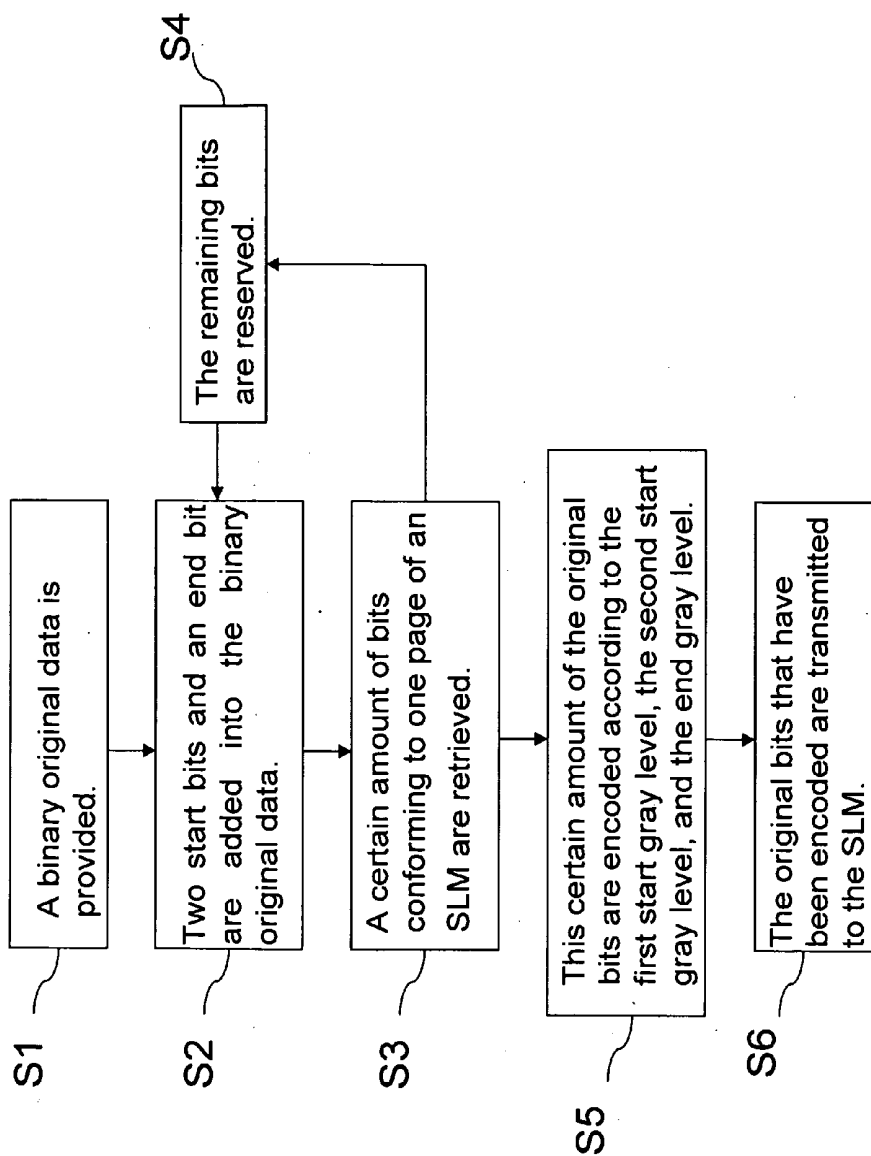 S1
A binary original data is
provided.
S2
Two start bits and an end bit
are added into the binary
original data.
S4
The remaining bits
are reserved.
S3
A certain amount of bits
conforming to one page of an
SLM are retrieved.
S5
This certain amount of the original
bits are encoded according to the
first start gray level, the second start
gray level, and the end gray level.
S6
The original bits that have
been encoded are transmitted
to the SLM.